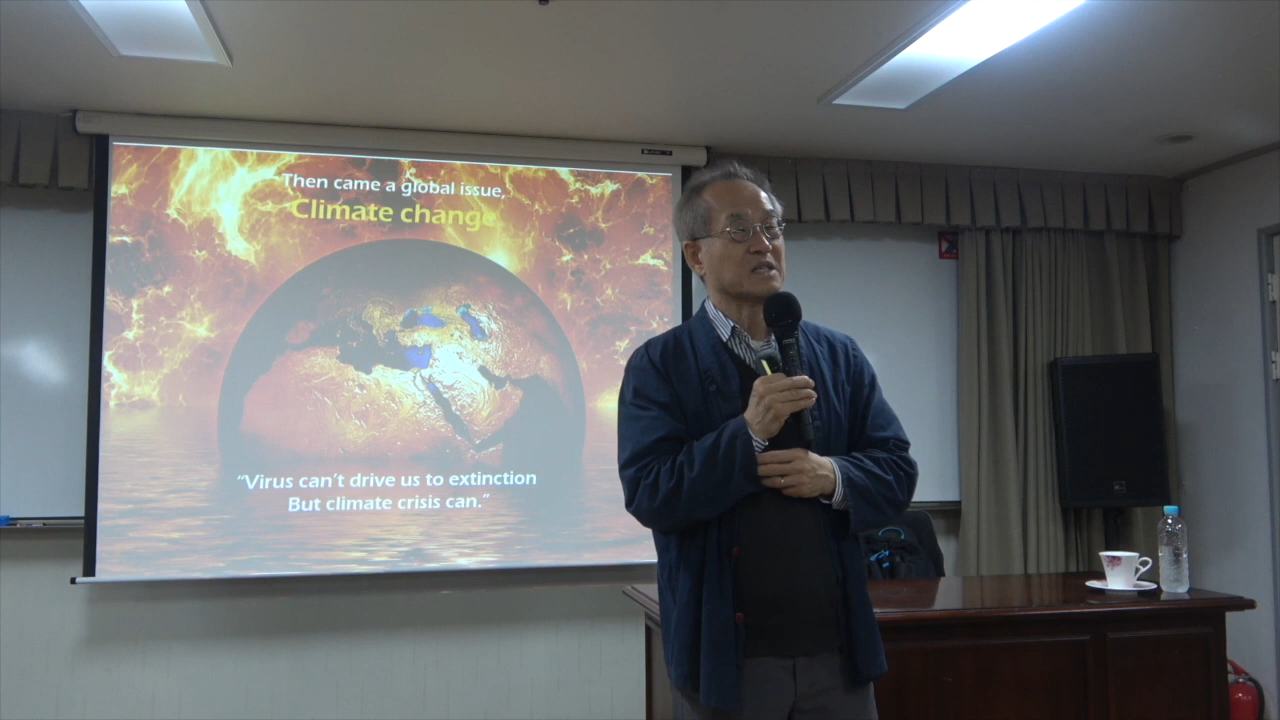 Then came a global issue,
Climate change
“Virus can’t drive us to extinction
But climate crisis can.”